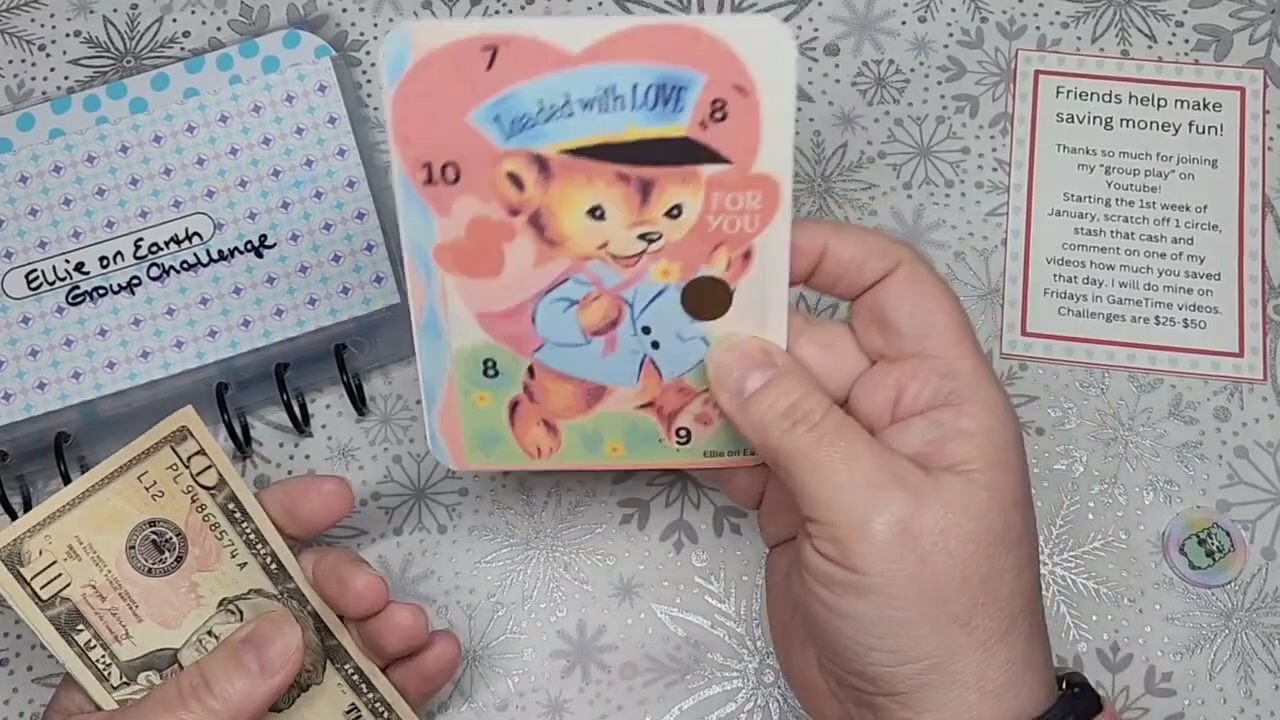 Ellie on Earth
Group Challenge
7
Loaded with LOVE
8
10
FOR
YOU
8
9
Ellie on Ea
Friends help make
saving money fun!
Thanks so much for joining
my "group play" on
Youtube!
Starting the 1st week of
January, scratch off 1 circle,
stash that cash and
comment on one of my
videos how much you saved
that day. I will do mine on
Fridays in GameTime videos.
Challenges are $25-$50
10
PL 94868574 A
L12
10